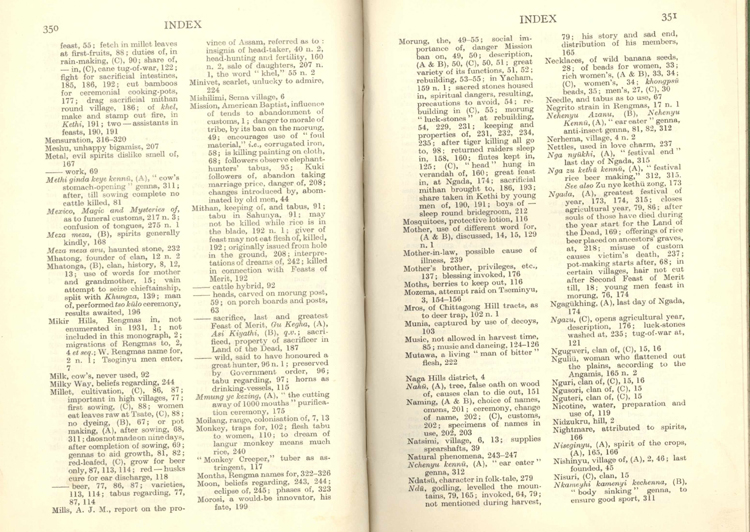 350
INDEX
feast, 55; fetch in millet leaves
at first-fruits, 88; duties of, in
rain-making, (C), 90; share of,
— in, (C), cane tug-of-war, 122;
fight for sacrificial intestines,
185, 186, 192; cut bamboos
for ceremonial cooking-pots,
177; drag sacrificial mithan
round village, 186; of khel,
make and stump out fire, in
Kethi, 191; two — assistants in
feasts, 190, 191
Mensuration, 316–320
Meshu, unhappy bigamist, 207
Metal, evil spirits dislike smell of,
167
—— work, 69
Methi ginda keye kennü, (A), "cow's
stomach-opening" genna, 311;
after, till sowing complete no
cattle killed, 81
Mexico, Magic and Mysteries of,
as to funeral customs, 217 n. 3;
confusion of tongues, 275 n. 1
Meza meza, (B), spirits generally
kindly, 168
Meza meza avu, haunted stone, 232
Mhatong, founder of clan, 12 n. 2
Mhatonga, (B), clan, history, 8, 12,
13; use of words for mother
and grandmother, 15; vain
attempt to seize chieftainship,
split with Khungza, 139; man
of, performed tso külo ceremony,
results awaited, 196
Mikir Hills, Rengmas in, not
enumerated in 1931, 1; not
included in this monograph, 2;
migrations of Rengmas to, 2,
4 et seq.; W. Rengma name for,
2 n. 1; Tseginyu men enter,
7
Milk, cow's, never used, 92
Milky Way, beliefs regarding, 244
Millet, cultivation, (C), 86, 87;
important in high villages, 77;
first sowing, (C), 88; women
eat leaves raw at Tsate, (C), 88;
no dyeing, (B), 67; or pot
making, (A), after sowing, 68,
311; daos not made on nine days,
after completion of sowing, 69;
gennas to aid growth, 81, 82;
red-leafed, (C), grow for beer
only, 87, 113, 114; red — husks
cure for ear discharge, 118
—— beer, 77, 86, 87; varieties,
113, 114; tabus regarding, 77,
87, 114
Mills, A. J. M., report on the province
vince of Assam, referred as to:
insignia of head-taker, 40 n. 2,
head-hunting and fertility, 160
n. 2, sale of daughters, 207 n.
1, the word "khel," 55 n. 2
Minivet, scarlet, unlucky to admire,
224
Mishilimi, Sema village, 6
Mission, American Baptist, influence
of tends to abandonment of
customs, 1; danger to morale of
tribe, by its ban on the morung,
49; encourages use of "foul
material," i.e., corrugated iron,
58; is killing painting on cloth,
68; followers observe elephant-
hunters' tabus, 95; Kuki
followers of, abandon taking
marriage price, danger of, 208;
changes introduced by, abominated
by old men, 44
Mithan, keeping of, and tabus, 91;
tabu in Sahunyu, 91; may
not be killed while rice is in
the blade, 192 n. 1; giver of
feast may not eat flesh of, killed,
192; originally issued from hole
in the ground, 208; interpretations
of dreams of, 242; killed
in connection with Feasts of
Merit, 192
—— cattle hybrid, 92
—— heads, carved on morung post,
59; on porch boards and posts,
63
—— sacrifice, last and greatest
Feast of Merit, Gu Kegha, (A),
Azi Kiyathi, (B), q.v.; sacrificed,
property of sacrificer in
Land of the Dead, 187
—— wild, said to have honoured a
great hunter, 96 n. 1; preserved
by Government order, 96;
tabu regarding, 97; horns as
drinking-vessels, 115
Mmung ye kezing, (A), "the cutting
away of 1000 mouths" purification
ceremony, 175
Moilang, range, colonisation of, 7, 13
Monkey, traps for, 102; flesh tabu
to women, 110; to dream of
langur monkey means much
rice, 240
"Monkey Creeper," tuber as astringent,
117
Months, Rengma names for, 322–326
Moon, beliefs regarding, 243, 244;
eclipse of, 245; phases of, 323
Morosi, a would-be innovator, his
fate, 199
INDEX
351
Morung, the, 49–55; social importance
of, danger Mission
ban on, 49, 50; description,
(A & B), 50, (C), 50, 51; great
variety of its functions, 51, 52;
rebuilding, 53–55; in Yacham,
159 n. 1; sacred stones housed
in, spiritual dangers, resulting,
precautions to avoid, 54; rebuilding
in (C), 55; morung
"luck-stones" at rebuilding,
54, 229, 231; keeping and
properties of, 231, 232, 234,
235; after tiger killing all go
to, 98; returned raiders sleep
in, 158, 160; flutes kept in,
125; (C), "head" hung in
verandah of, 160; great feast
in, at Ngada, 174; sacrificial
mithan brought to, 186, 193;
share taken in Kethi by young
men of, 190, 191; boys of —
sleep round bridegroom, 212
Mosquitoes, protective lotion, 116
Mother, use of different word for,
(A & B), discussed, 14, 15, 129
n. 1
Mother-in-law, possible cause of
illness, 239
Mother's brother, privileges, etc.,
137; blessing invoked, 176
Moths, berries to keep out, 116
Mozema, attempt raid on Tseminyu,
3, 154–156
Mros, of Chittagong Hill tracts, as
to deer trap, 102 n. 1
Munia, captured by use of decoys,
103
Music, not allowed in harvest time,
85; music and dancing, 124–126
Mutawa, a living "man of bitter"
flesh, 222
Naga Hills district, 4
Nahü, (A), tree, false oath on wood
of, causes clan to die out, 151
Naming, (A & B), choice of names,
omens, 201; ceremony, change
of name, 202; (C), customs,
202; specimens of names in
use, 202, 203
Natsimi, village, 6, 13; supplies
spearshafts, 39
Natural phenomena, 243–247
Nchenyu kennü, (A), "ear eater"
genna, 312
Ndatsü, character in folk-tale, 279
Ndü, godling, levelled the mountains,
79, 165; invoked, 64, 79;
not mentioned during harvest,
79; his story and sad end,
distribution of his members,
165
Necklaces, of wild banana seeds,
28; of beads for women, 33;
rich women's, (A & B), 33, 34;
(C), women's, 34; khongpü
beads, 35; men's, 27, (C), 30
Needle, and tabus as to, 67
Negrito strain in Rengmas, 17 n. 1
Nehenyu Azanu, (B), Nchenyu
Kennü, (A), "ear eater" genna,
anti-insect genna, 81, 82, 312
Nerhema, village, 4 n. 2
Nettles, used in love charm, 237
Nga nyükhi, (A), "festival end"
last day of Ngada, 315
Nga zu kethü kennü, (A), "festival
rice beer making," 312, 315.
See also Zu nye kethü zong, 173
Ngada, (A), greatest festival of
year, 173, 174, 315; closes
agricultural year, 79, 86; after
souls of those have died during
the year start for the Land of
the Dead, 169; offerings of rice
beer placed on ancestors' graves,
at, 218; misuse of custom
causes victim's death, 237;
pot-making starts after, 68; in
certain villages, hair not cut
after Second Feast of Merit
till, 18; young men feast in
morung, 76, 174
Ngagükhing, (A), last day of Ngada,
174
Ngazu, (C), opens agricultural year,
description, 176; luck-stones
washed at, 235; tug-of-war at,
121
Ngugweri, clan of, (C), 15, 16
Nguliü, woman who flattened out
the plains, according to the
Angamis, 165 n. 2
Nguri, clan of, (C), 15, 16
Ngusori, clan of, (C), 15
Nguteri, clan of, (C), 15
Nicotine, water, preparation and
use of, 119
Nidzukru, hill, 2
Nightmare, attributed to spirits,
166
Niseginyu, (A), spirit of the crops,
(A), 165, 166
Nishinyu, village of, (A), 2, 46; last
founded, 45
Nisuri, (C), clan, 15
Nkumeghi kamenyi kechenna, (B),
"body sinking" genna, to
ensure good sport, 311